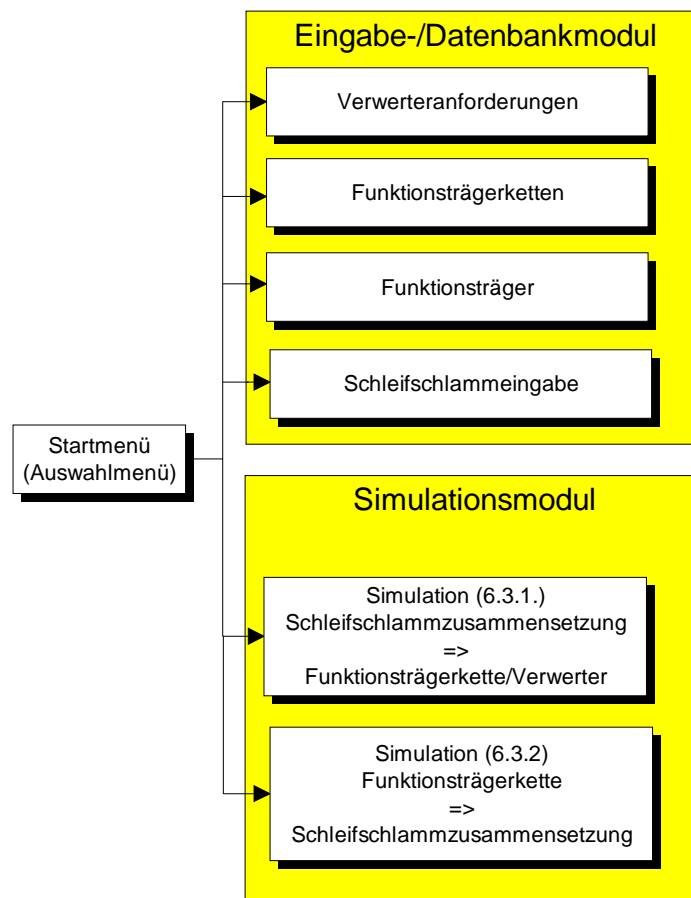 Eingabe-/Datenbankmodul
Verwerteranforderungen
Funktionsträgerketten
Funktionsträger
Schleifschlammeingabe
Startmenü
(Auswahlmenü)
Simulationsmodul
Simulation (6.3.1.)
Schleifschlammzusammensetzung
=>
Funktionsträgerkette/Verwerter
Simulation (6.3.2)
Funktionsträgerkette
=>
Schleifschlammzusammensetzung